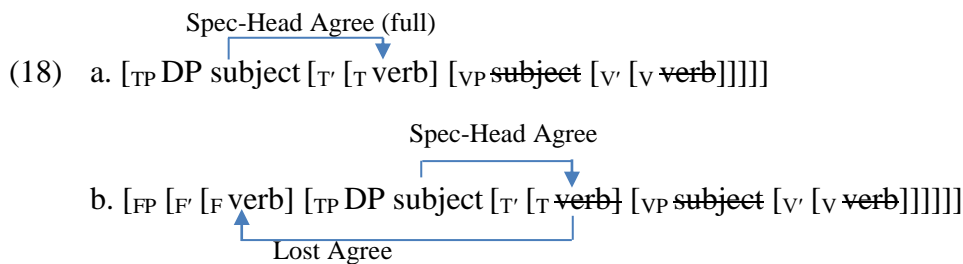 Spec-Head Agree (full)
(18) a. [TP DP subject [T′ [T verb] [VP subject [V′ [V verb]]]]]
Spec-Head Agree
b. [FP [F′ [F verb] [TP DP subject [T′ [T verb] [VP subject [V′ [V verb]]]]]]]
Lost Agree